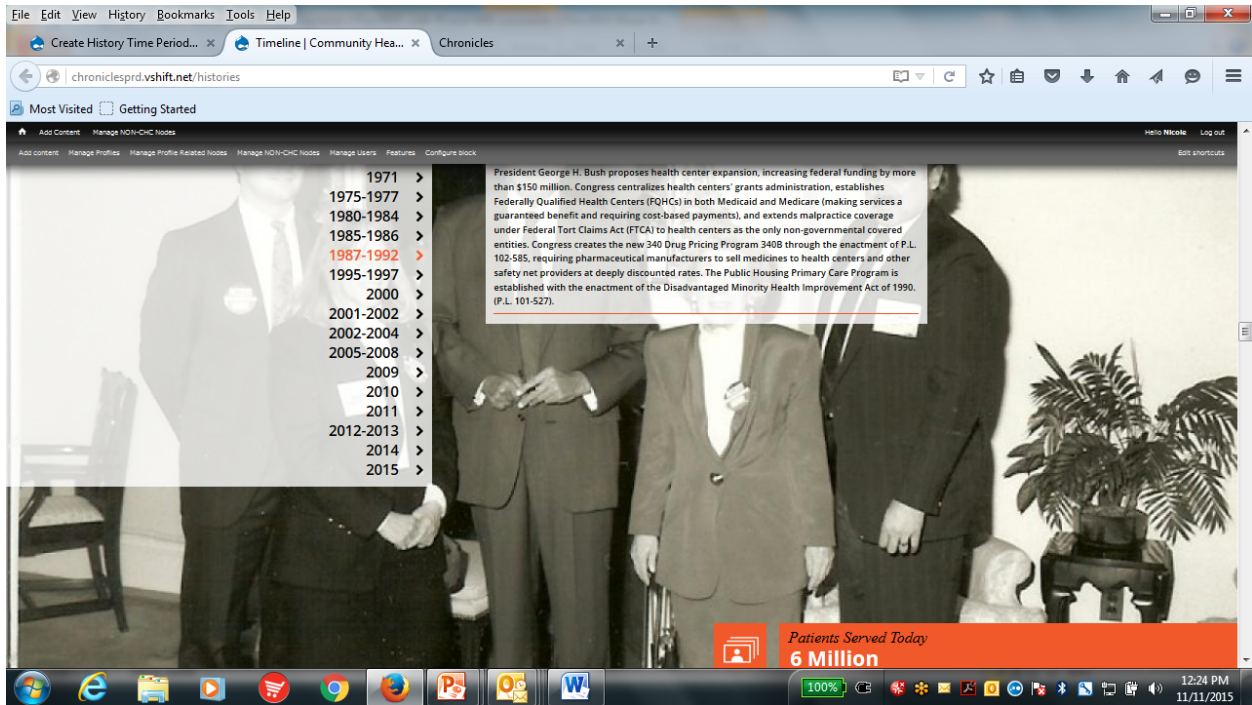 File Edit View History Bookmarks Tools Help
Create History Time Period...
Timeline | Community Hea...
Chronicles
chroniclesprd.vshift.net/histories
Most Visited
Getting Started
Add Content Manage NON-CHC Nodes
Hello Nicole Log out
Add content Manage Profiles Manage Profile Related Nodes Manage NON-CHC Nodes Manage Users Features Configure block
Edit shortcuts
1971
1975-1977
1980-1984
1985-1986
1987-1992
1995-1997
2000
2001-2002
2002-2004
2005-2008
2009
2010
2011
2012-2013
2014
2015
President George H. Bush proposes health center expansion, increasing federal funding by more
than $150 million. Congress centralizes health centers' grants administration, establishes
Federally Qualified Health Centers (FQHCs) in both Medicaid and Medicare (making services a
guaranteed benefit and requiring cost-based payments), and extends malpractice coverage
under Federal Tort Claims Act (FTCA) to health centers as the only non-governmental covered
entities. Congress creates the new 340 Drug Pricing Program 340B through the enactment of P.L.
102-585, requiring pharmaceutical manufacturers to sell medicines to health centers and other
safety net providers at deeply discounted rates. The Public Housing Primary Care Program is
established with the enactment of the Disadvantaged Minority Health Improvement Act of 1990.
(P.L. 101-527).
Patients Served Today
6 Million
100%
12:24 PM
11/11/2015